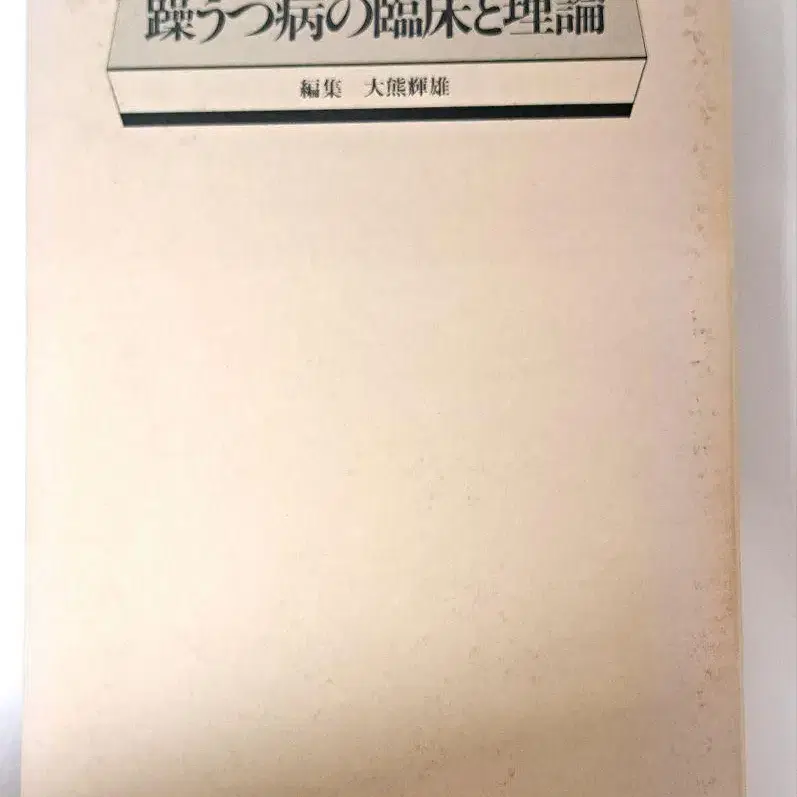 躁うつ病の臨床と理論
編集 大熊輝雄